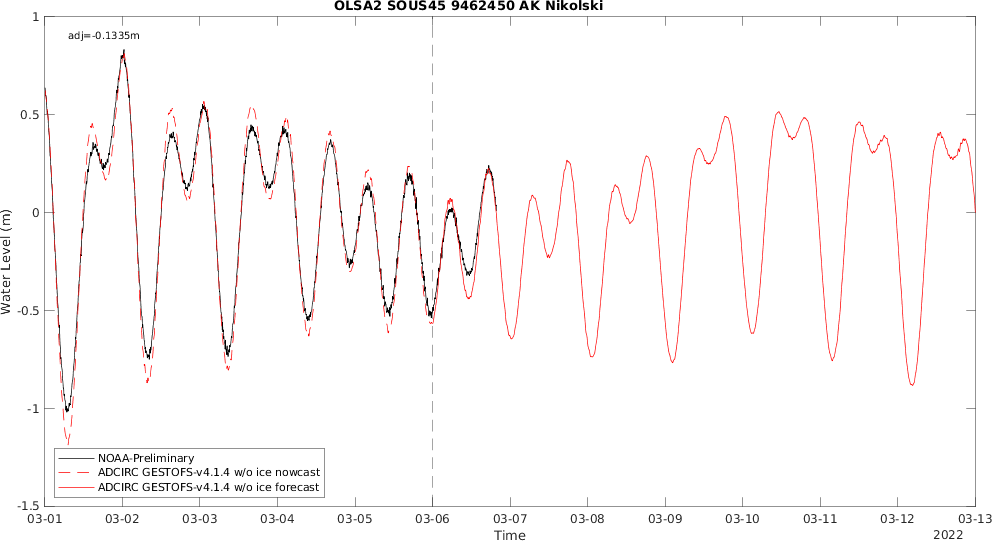 OLSA2 SOUS45 9462450 AK Nikolski
adj=-0.1335m
1
0.5
0
-0.5
-1
-1.5
Water Level (m)
NOAA-Preliminary
ADCIRC GESTOFS-v4.1.4 w/o ice nowcast
ADCIRC GESTOFS-v4.1.4 w/o ice forecast
03-01 03-02 03-03 03-04 03-05 03-06 03-07 03-08 03-09 03-10 03-11 03-12 03-13
Time
2022